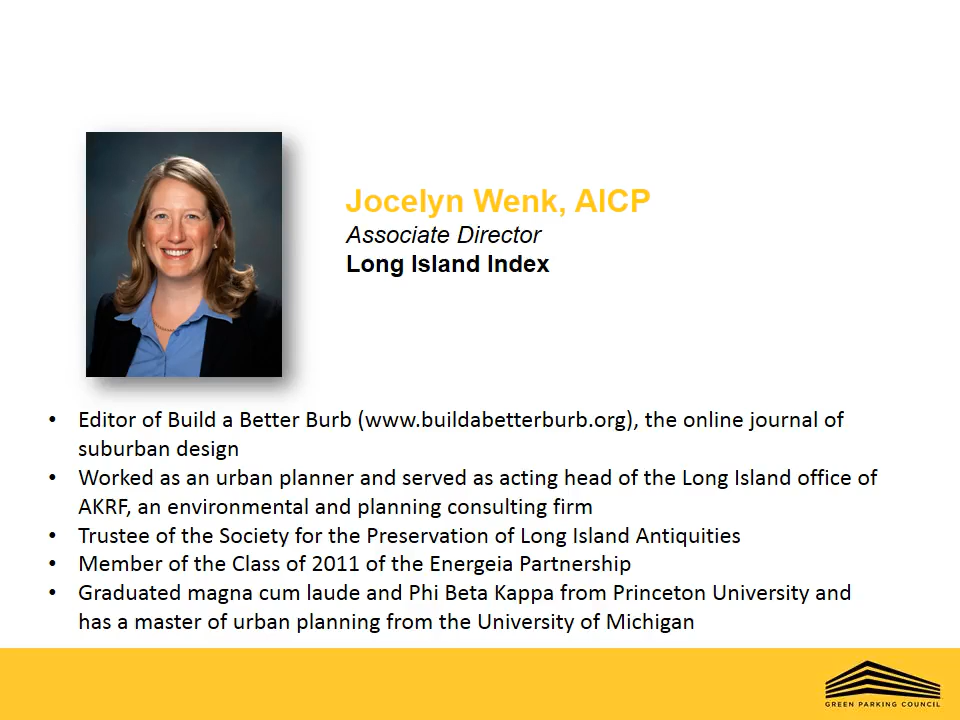 Jocelyn Wenk, AICP
Associate Director
Long Island Index
• Editor of Build a Better Burb (www.buildabetterburb.org), the online journal of
suburban design
• Worked as an urban planner and served as acting head of the Long Island office of
AKRF, an environmental and planning consulting firm
• Trustee of the Society for the Preservation of Long Island Antiquities
• Member of the Class of 2011 of the Energeia Partnership
• Graduated magna cum laude and Phi Beta Kappa from Princeton University and
has a master of urban planning from the University of Michigan
GREEN PARKING COUNCIL